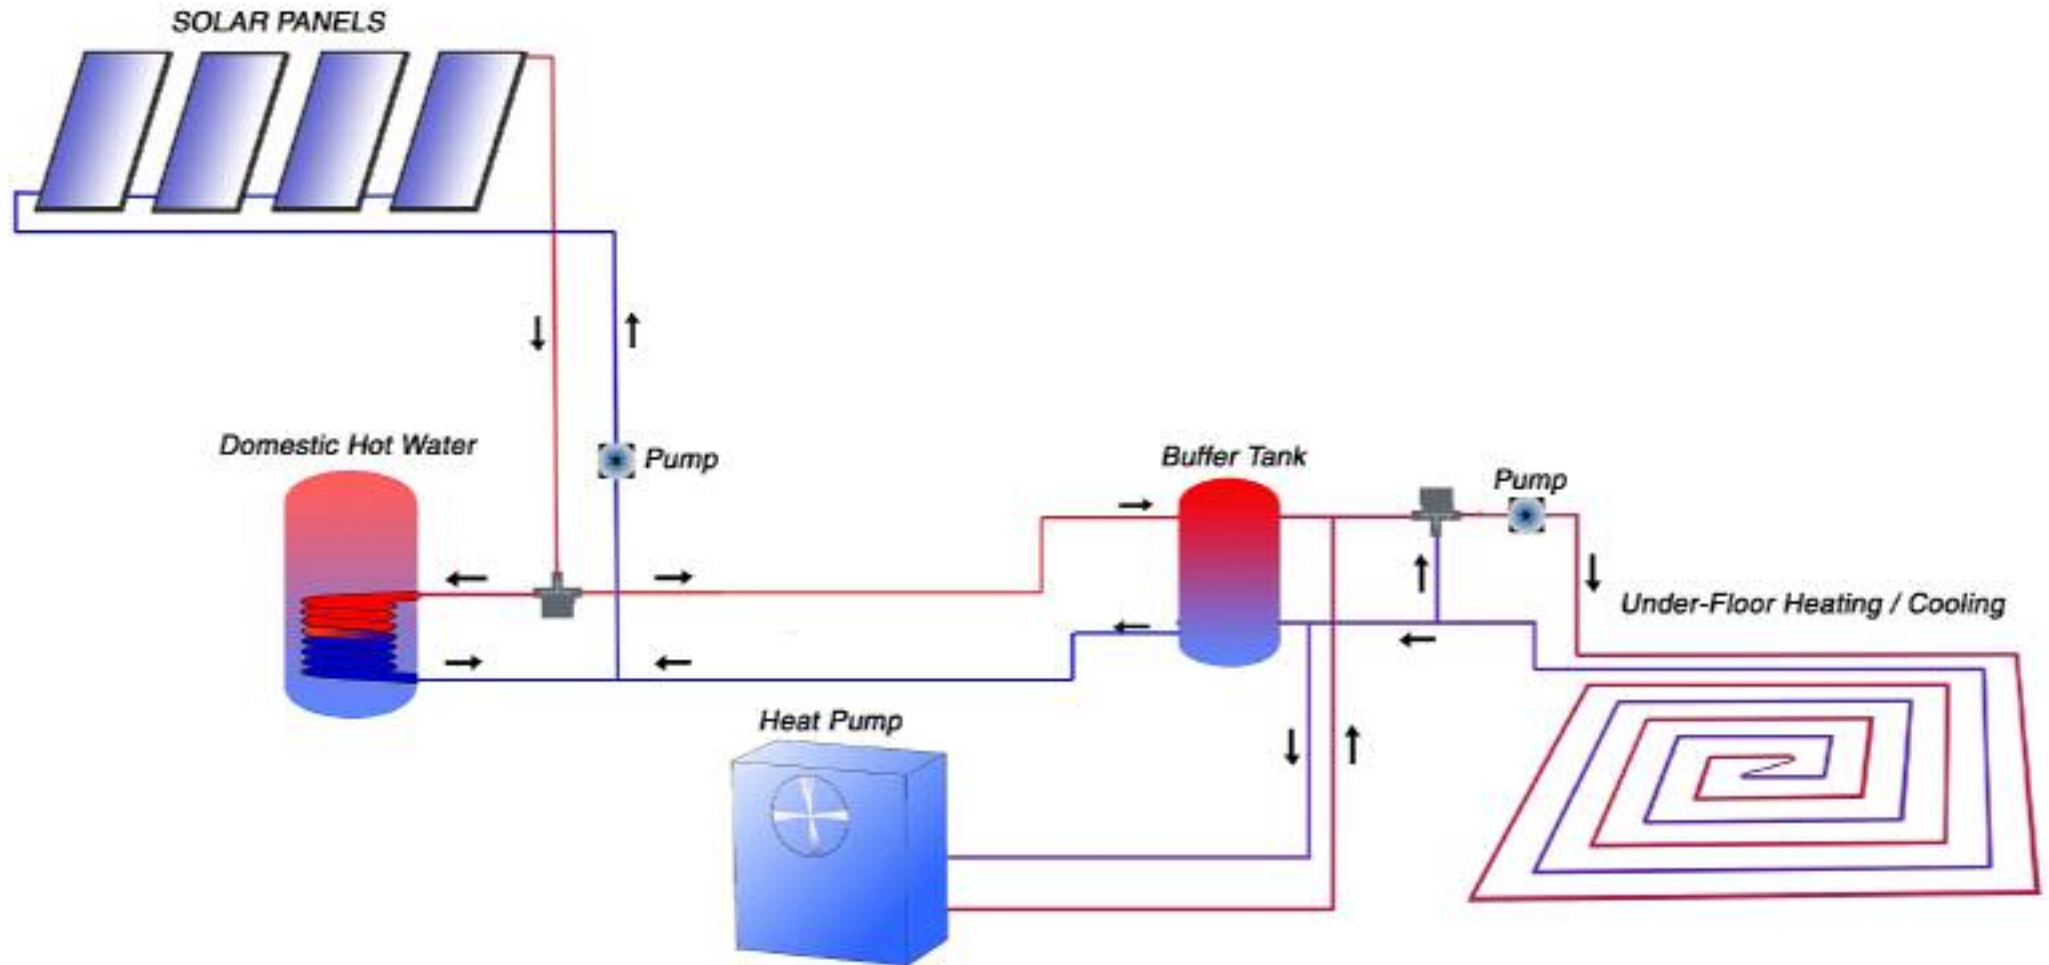 SOLAR PANELS
Domestic Hot Water
Pump
Buffer Tank
Pump
Under-Floor Heating / Cooling
Heat Pump